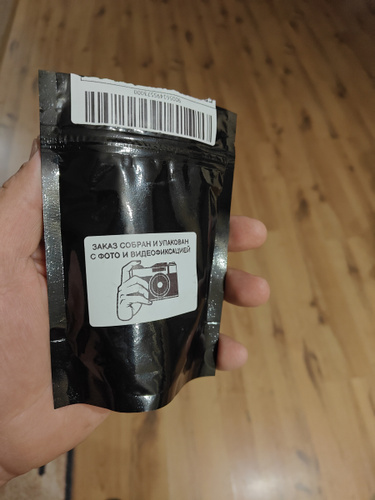 ЗАКАЗ СОБРАН И УПАКОВАН
С ФОТО И ВИДЕОФИКСАЦИЕЙ